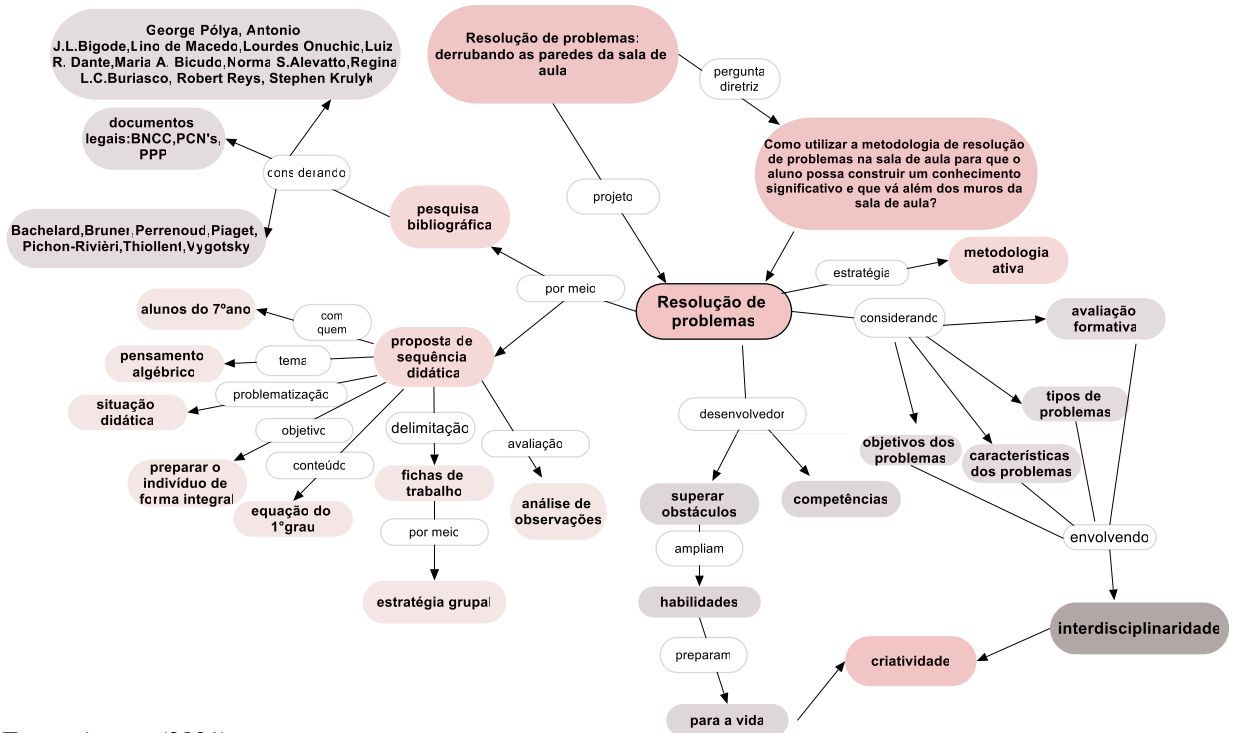 George Pólya, Antonio
J.L.Bigode,Lino de Macedo,Lourdes Onuchic,Luiz
R. Dante,Maria A. Bicudo,Norma S.Alevatto,Regina
L.C.Buriasco, Robert Reys, Stephen Krulyk
Resolução de problemas:
derrubando as paredes da sala de
aula
pergunta
diretriz
documentos
legais:BNCC,PCN's,
PPP
considerando
Como utilizar a metodologia de resolução
de problemas na sala de aula para que o
aluno possa construir um conhecimento
significativo e que vá além dos muros da
sala de aula?
projeto
pesquisa
bibliográfica
Bachelard,Bruner,Perrenoud,Piaget,
Pichon-Rivièri,Thiollent,Vygotsky
metodologia
ativa
estratégia
por meio
Resolução de
problemas
considerando
avaliação
formativa
alunos do 7ºano
com
quem
proposta de
sequência
didática
pensamento
algébrico
tema
problematização
situação
didática
objetivo
delimitação
desenvolvedor
tipos de
problemas
avaliação
objetivos dos
problemas
características
dos problemas
conteúdo
preparar o
indivíduo de
forma integral
fichas de
trabalho
equação do
1°grau
análise de
observações
superar
obstáculos
competências
por meio
ampliam
envolvendo
estratégia grupal
habilidades
interdisciplinaridade
preparam
criatividade
para a vida